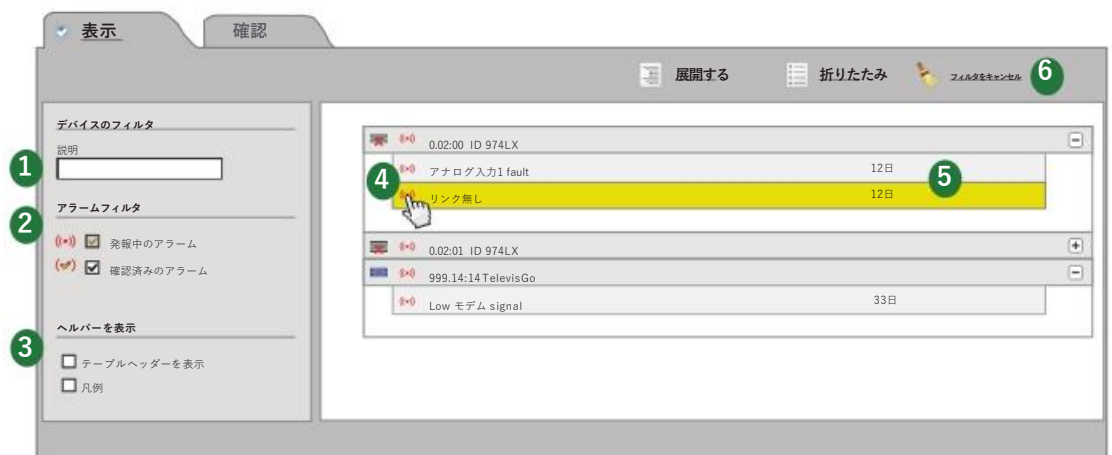 表示
確認
展開する
折りたたみ
フィルタをキャンセル
6
デバイスのフィルタ
説明
1
アラームフィルタ
2
発報中のアラーム
確認済みのアラーム
ヘルパーを表示
3
テーブルヘッダーを表示
凡例
0.02:00 ID 974LX
4
アナログ入力1 fault
12日
5
リンク無し
12日
0.02:01 ID 974LX
999.14:14 TelevisGo
Low モデム signal
33日